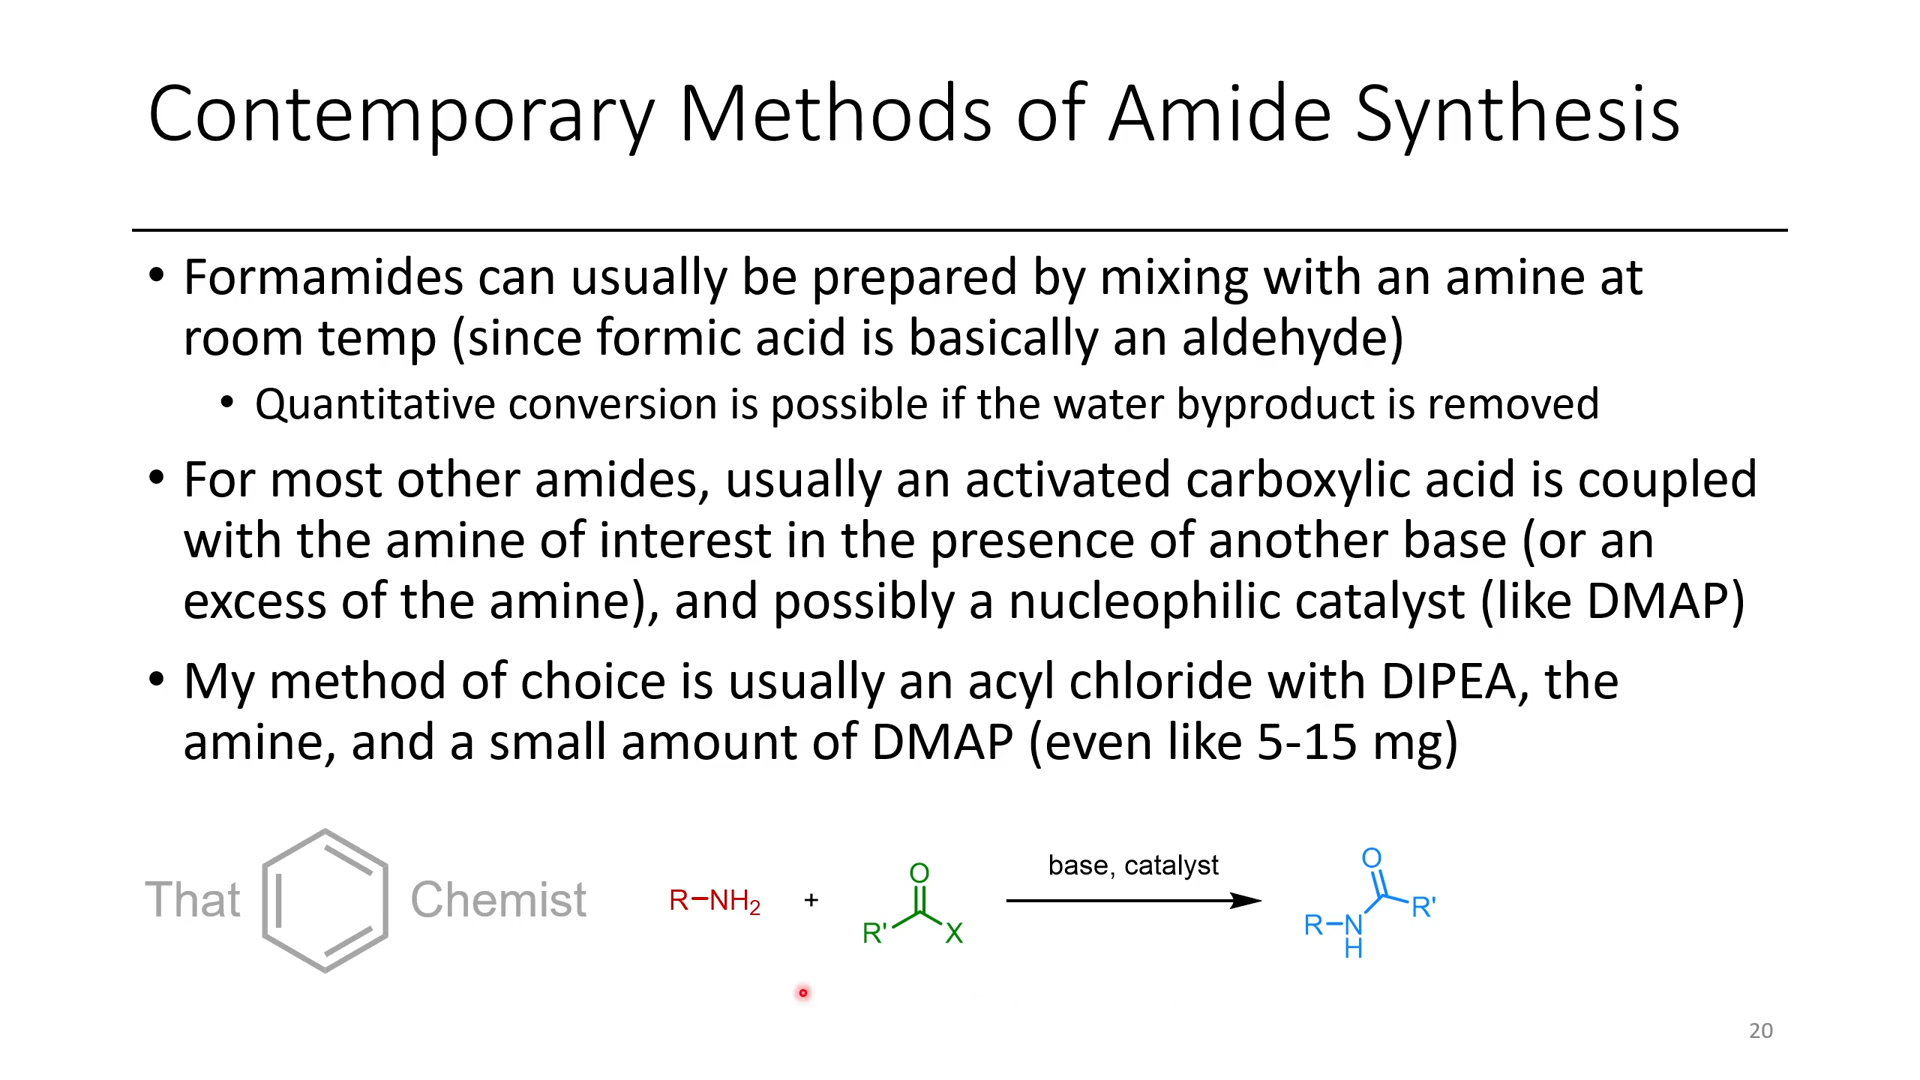 Contemporary Methods of Amide Synthesis
• Formamides can usually be prepared by mixing with an amine at
room temp (since formic acid is basically an aldehyde)
• Quantitative conversion is possible if the water byproduct is removed
• For most other amides, usually an activated carboxylic acid is coupled
with the amine of interest in the presence of another base (or an
excess of the amine), and possibly a nucleophilic catalyst (like DMAP)
• My method of choice is usually an acyl chloride with DIPEA, the
amine, and a small amount of DMAP (even like 5-15 mg)
That Chemist
R–NH₂ + R' O X
base, catalyst
R–N H O R'
20